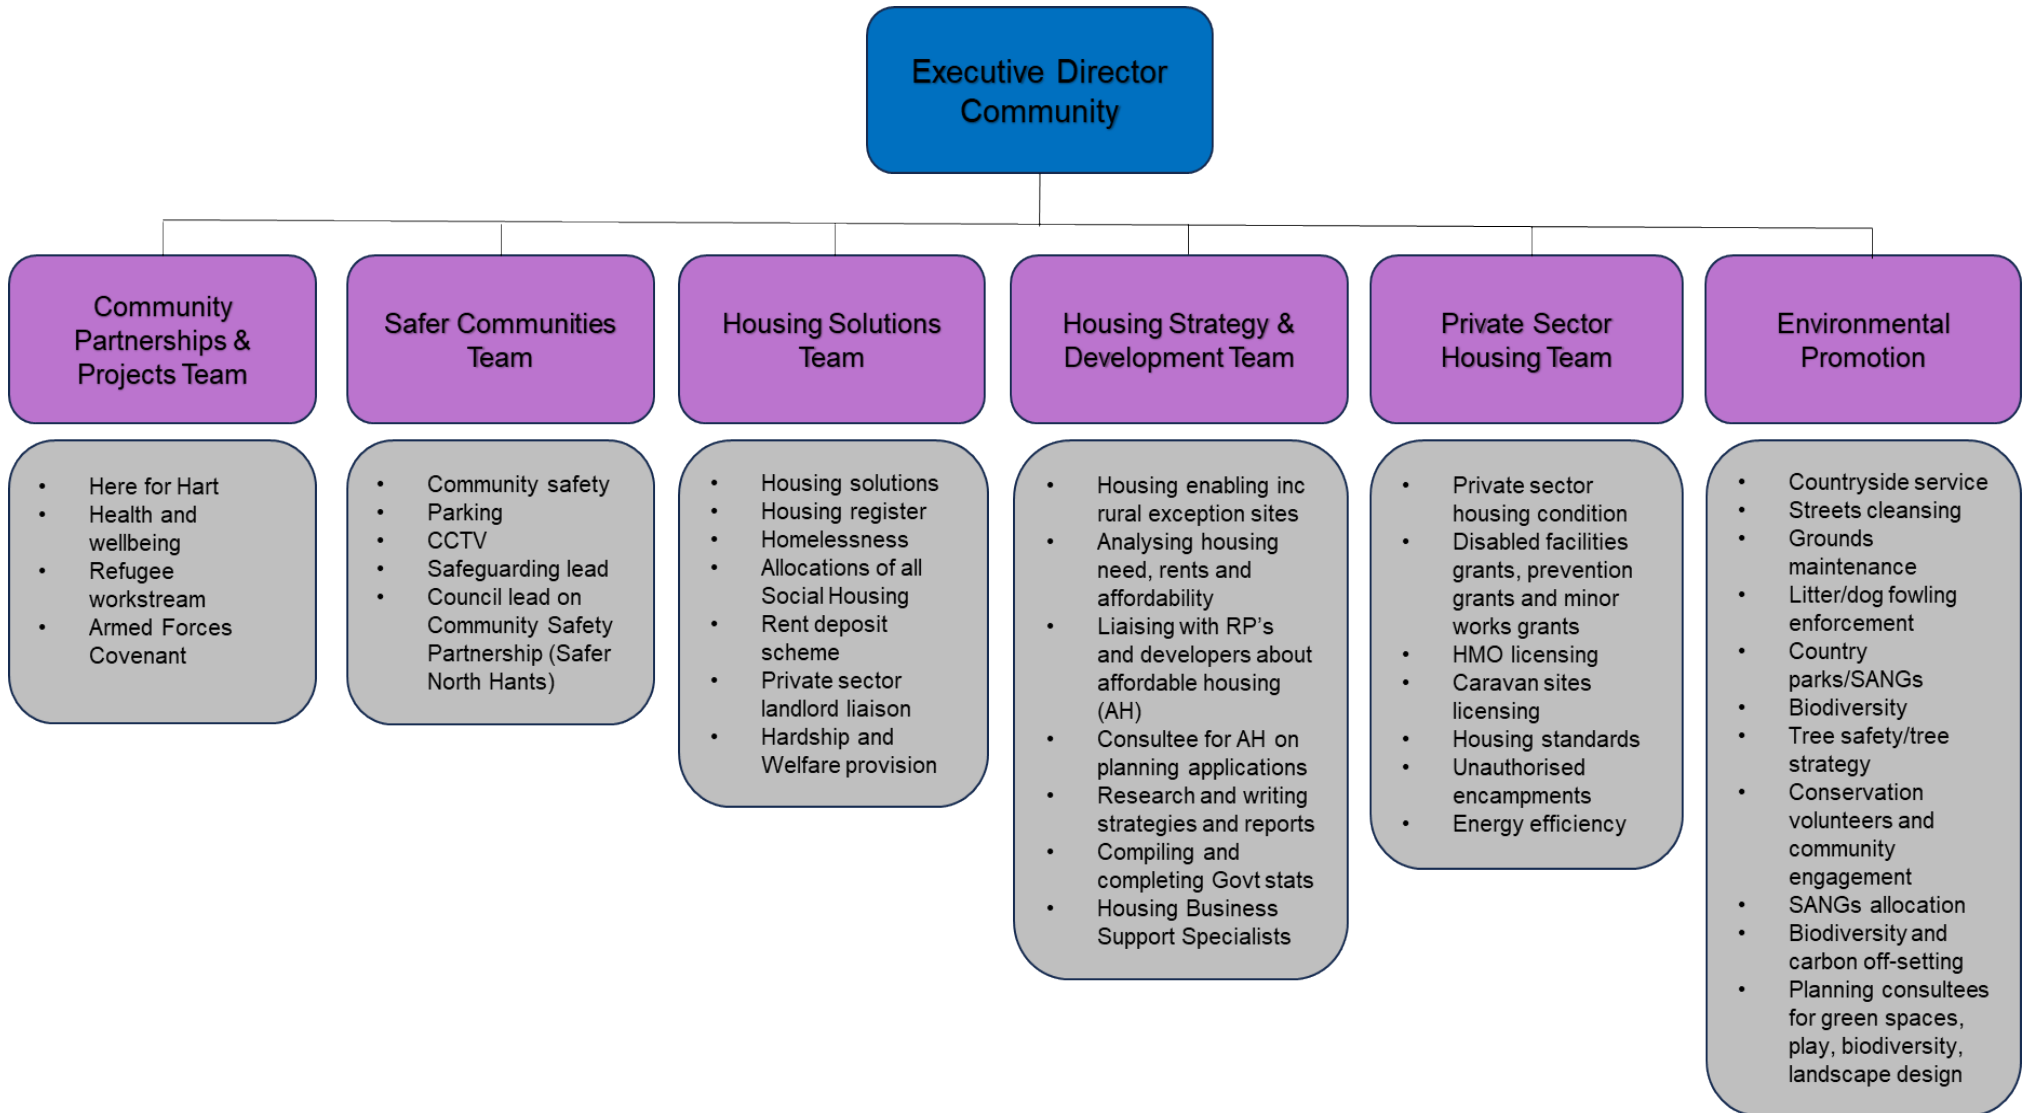 Executive Director
Community
Community
Partnerships &
Projects Team
Safer Communities
Team
Housing Solutions
Team
Housing Strategy &
Development Team
Private Sector
Housing Team
Environmental
Promotion
• Here for Hart
• Health and
wellbeing
• Refugee
workstream
• Armed Forces
Covenant
• Community safety
• Parking
• CCTV
• Safeguarding lead
• Council lead on
Community Safety
Partnership (Safer
North Hants)
• Housing solutions
• Housing register
• Homelessness
• Allocations of all
Social Housing
• Rent deposit
scheme
• Private sector
landlord liaison
• Hardship and
Welfare provision
• Housing enabling inc
rural exception sites
• Analysing housing
need, rents and
affordability
• Liaising with RP’s
and developers about
affordable housing
(AH)
• Consultee for AH on
planning applications
• Research and writing
strategies and reports
• Compiling and
completing Govt stats
• Housing Business
Support Specialists
• Private sector
housing condition
• Disabled facilities
grants, prevention
grants and minor
works grants
• HMO licensing
• Caravan sites
licensing
• Housing standards
• Unauthorised
encampments
• Energy efficiency
• Countryside service
• Streets cleansing
• Grounds
maintenance
• Litter/dog fowling
enforcement
• Country
parks/SANGs
• Biodiversity
• Tree safety/tree
strategy
• Conservation
volunteers and
community
engagement
• SANGs allocation
• Biodiversity and
carbon off-setting
• Planning consultees
for green spaces,
play, biodiversity,
landscape design